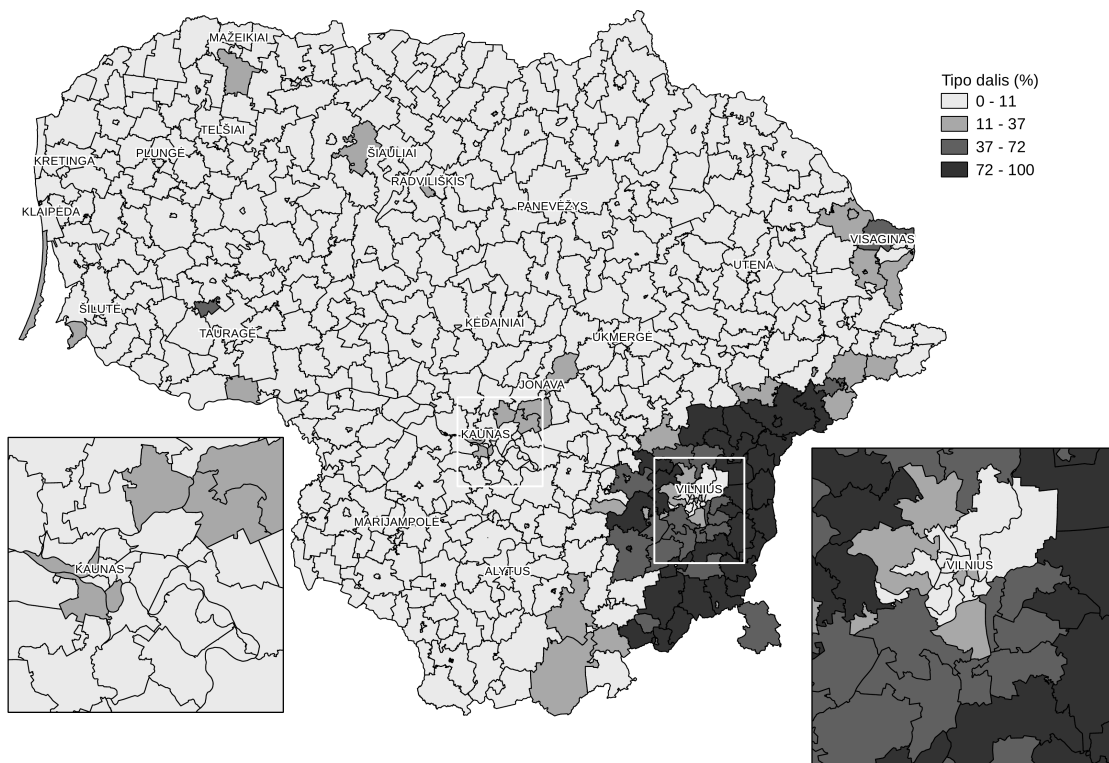 MAŽEIKIAI
Tipo dalis (%)
0 - 11
11 - 37
37 - 72
72 - 100
TELŠIAI
KRETINGA
PLUNGĖ
ŠIAULIAI
RADVILIŠKIS
KLAIPĖDA
PANEVĖŽYS
VISAGINAS
UTENA
ŠILUTĖ
TAURAGĖ
KĖDAINIAI
UKMERGĖ
JONAVA
KAUNAS
VILNIUS
MARIJAMPOLĖ
ALYTUS
KAUNAS
VILNIUS